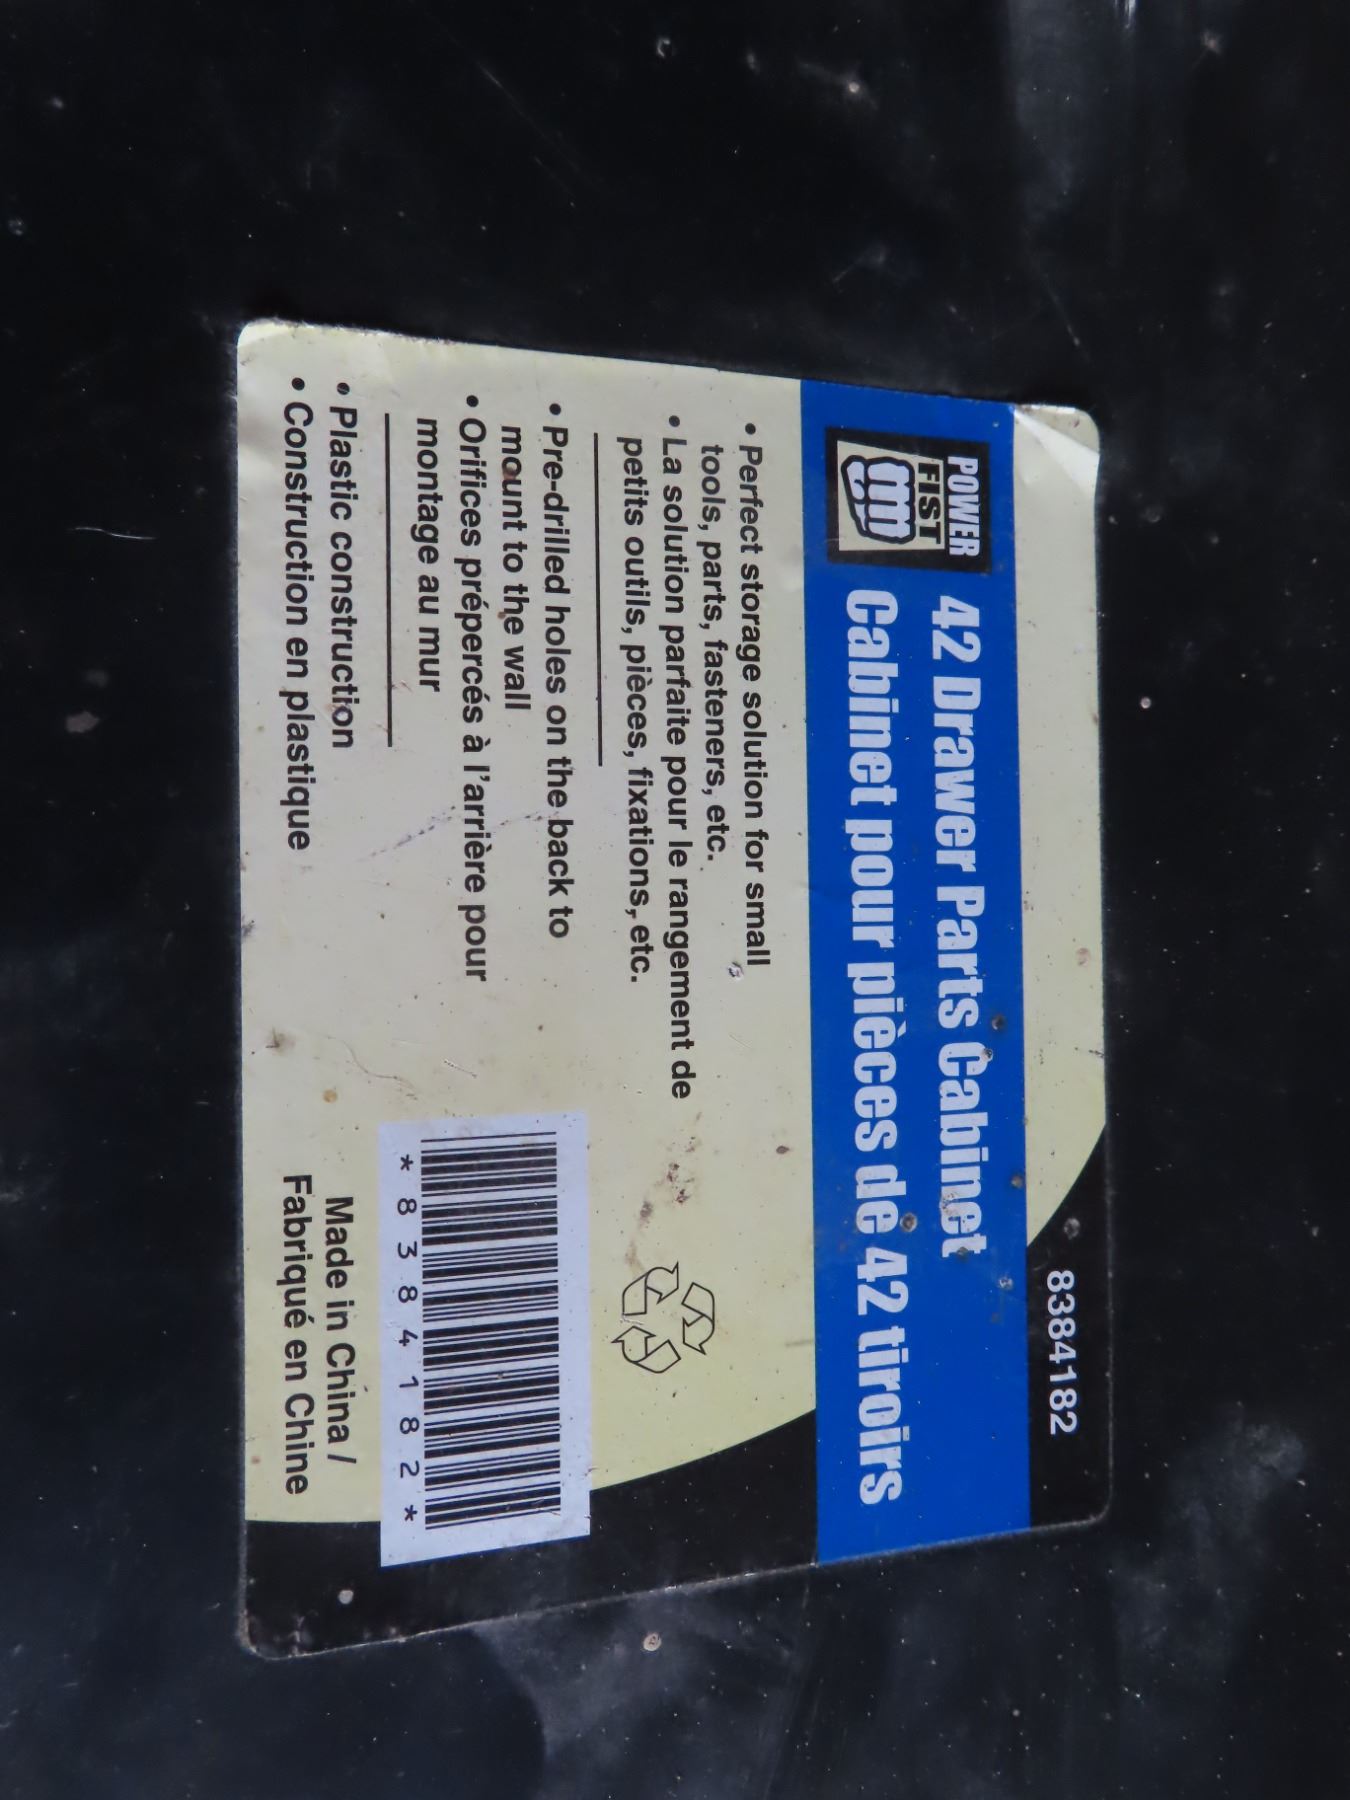 8384182
POWER
FIST
42 Drawer Parts Cabinet
Cabinet pour pièces de 42 tiroirs
• Perfect storage solution for small
tools, parts, fasteners, etc.
• La solution parfaite pour le rangement de
petits outils, pièces, fixations, etc.
• Pre-drilled holes on the back to
mount to the wall
• Orifices prépercés à l'arrière pour
montage au mur
• Plastic construction
• Construction en plastique
*8384182*
Made in China /
Fabriqué en Chine